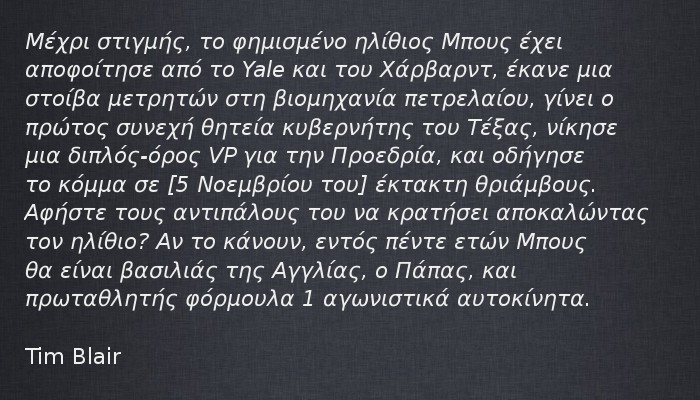 Μέχρι στιγμής, το φημισμένο ηλίθιος Μπους έχει
αποφοίτησε από το Yale και του Χάρβαρντ, έκανε μια
στοίβα μετρητών στη βιομηχανία πετρελαίου, γίνει ο
πρώτος συνεχή θητεία κυβερνήτης του Τέξας, νίκησε
μια διπλός-όρος VP για την Προεδρία, και οδήγησε
το κόμμα σε [5 Νοεμβρίου του] έκτακτη θριάμβους.
Αφήστε τους αντιπάλους του να κρατήσει αποκαλώντας
τον ηλίθιο? Αν το κάνουν, εντός πέντε ετών Μπους
θα είναι βασιλιάς της Αγγλίας, ο Πάπας, και
πρωταθλητής φόρμουλα 1 αγωνιστικά αυτοκίνητα.
Tim Blair